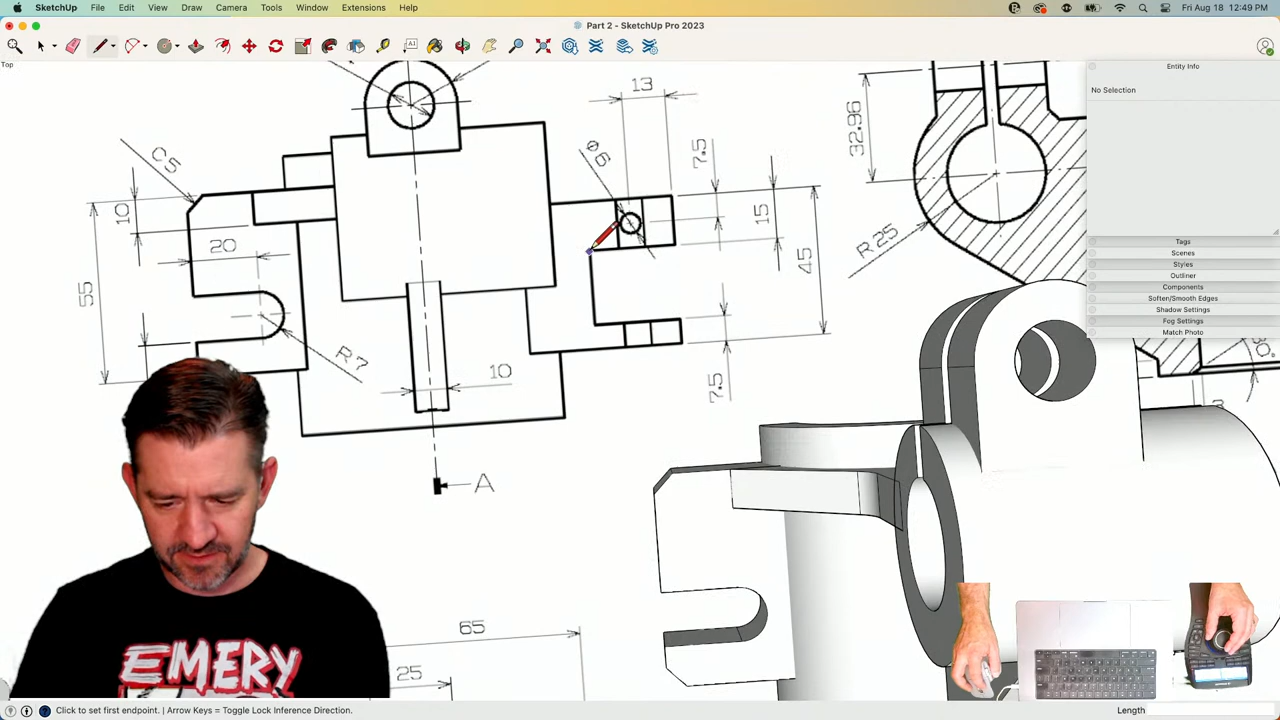 SketchUp File Edit View Draw Camera Tools Window Extensions Help
Fri Aug 18 12:49 PM
Part 2 - SketchUp Pro 2023
Top
Entity Info
No Selection
Tags
Scenes
Styles
Outliner
Components
Soften/Smooth Edges
Shadow Settings
Fog Settings
Match Photo
13
32.96
C5
ø6
7.5
10
15
20
45
R 25
55
R7
10
7.5
A
65
25
30°
EMERY
Click to set first endpoint. | Arrow Keys = Toggle Lock Inference Direction.
Length